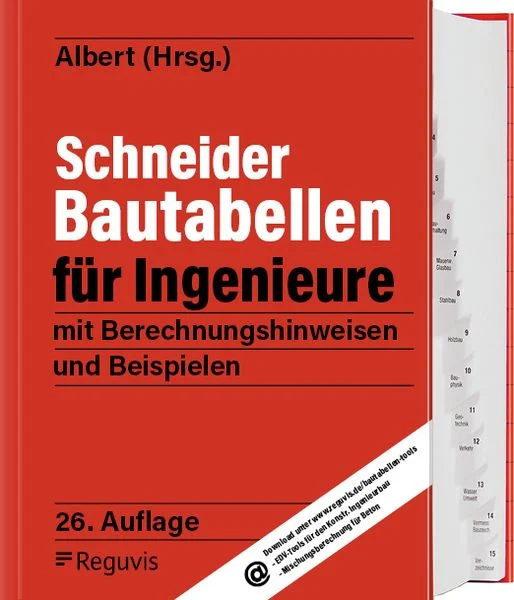 Albert (Hrsg.)
Schneider
Bautabellen
für Ingenieure
mit Berechnungshinweisen
und Beispielen
26. Auflage
Reguvis
@
Download unter www.reguvis.de/bautabellen-tools
- EDV-Tools für den Konstr. Ingenieurbau
- Mischungsberechnung für Beton
4
5
6
7
Mauerw.
Glasbau
8
Stahlbau
9
Holzbau
10
Bau-
physik
11
Geo-
technik
12
Verkehr
13
Wasser
Umwelt
14
15
Ver-
zeichnisse